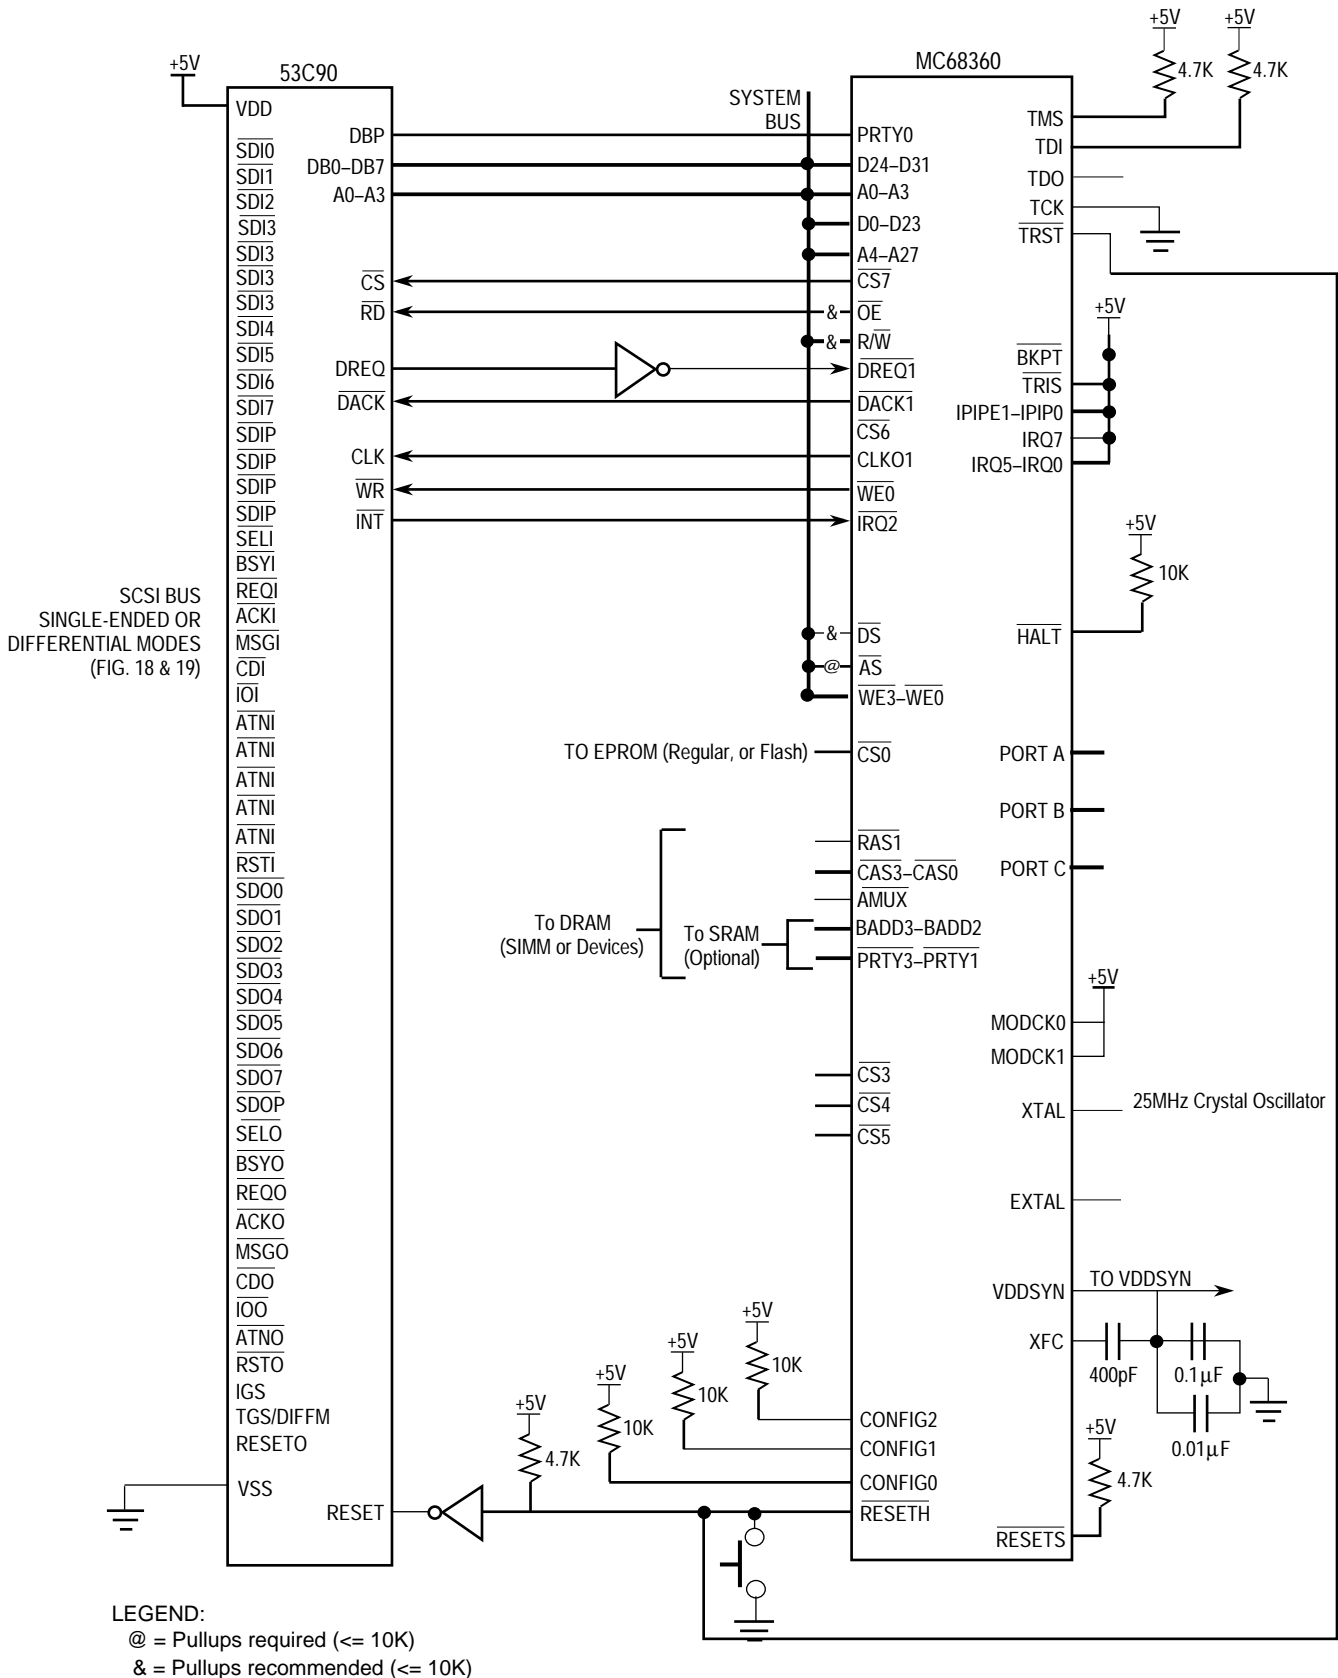 +5V
53C90
VDD
SDI0
SDI1
SDI2
SDI3
SDI3
SDI3
SDI3
SDI4
SDI5
SDI6
SDI7
SDIP
SDIP
SDIP
SDIP
SELI
BSYI
REQI
ACKI
MSGI
CDI
IOI
ATNI
ATNI
ATNI
ATNI
ATNI
RSTI
SDO0
SDO1
SDO2
SDO3
SDO4
SDO5
SDO6
SDO7
SDOP
SELO
BSYO
REQO
ACKO
MSGO
CDO
IOO
ATNO
RSTO
IGS
TGS/DIFFM
RESETO
VSS
SCSI BUS
SINGLE-ENDED OR
DIFFERENTIAL MODES
(FIG. 18 & 19)
DBP
DB0–DB7
A0–A3
CS
RD
DREQ
DACK
CLK
WR
INT
RESET
SYSTEM
BUS
MC68360
PRTY0
D24–D31
A0–A3
D0–D23
A4–A27
CS7
& OE
& R/W
DREQ1
DACK1
CS6
CLKO1
WE0
IRQ2
& DS
@ AS
WE3–WE0
TO EPROM (Regular, or Flash)
CS0
RAS1
CAS3–CAS0
AMUX
BADD3–BADD2
PRTY3–PRTY1
To DRAM
(SIMM or Devices)
To SRAM
(Optional)
CS3
CS4
CS5
CONFIG2
CONFIG1
CONFIG0
RESETH
+5V
10K
+5V
10K
+5V
10K
+5V
4.7K
+5V
4.7K
+5V
4.7K
TMS
TDI
TDO
TCK
TRST
+5V
BKPT
TRIS
IPIPE1–IPIP0
IRQ7
IRQ5–IRQ0
+5V
10K
HALT
PORT A
PORT B
PORT C
+5V
MODCK0
MODCK1
XTAL
25MHz Crystal Oscillator
EXTAL
VDDSYN
TO VDDSYN
XFC
400pF
0.1µF
0.01µF
+5V
4.7K
RESETS
LEGEND:
@ = Pullups required (<= 10K)
& = Pullups recommended (<= 10K)